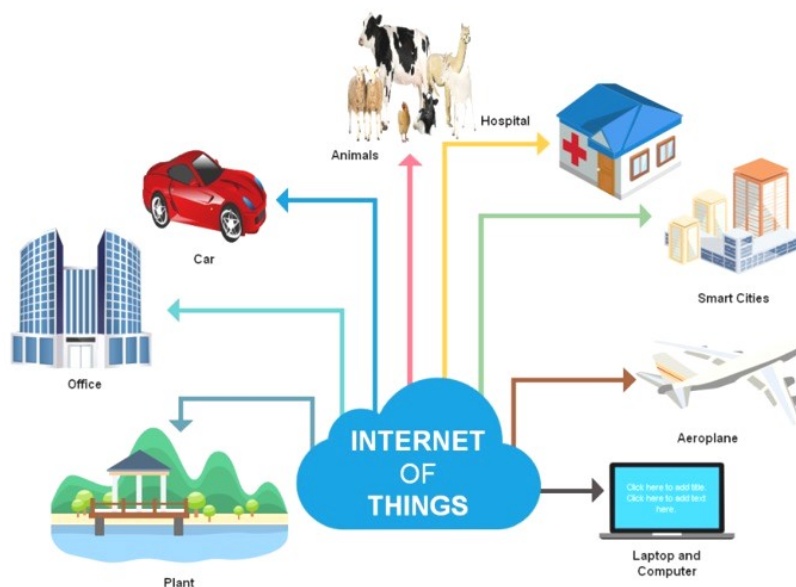 Animals
Hospital
Car
Smart Cities
Office
Aeroplane
INTERNET
OF
THINGS
Click here to add title.
Click here to add text
here.
Laptop and
Computer
Plant